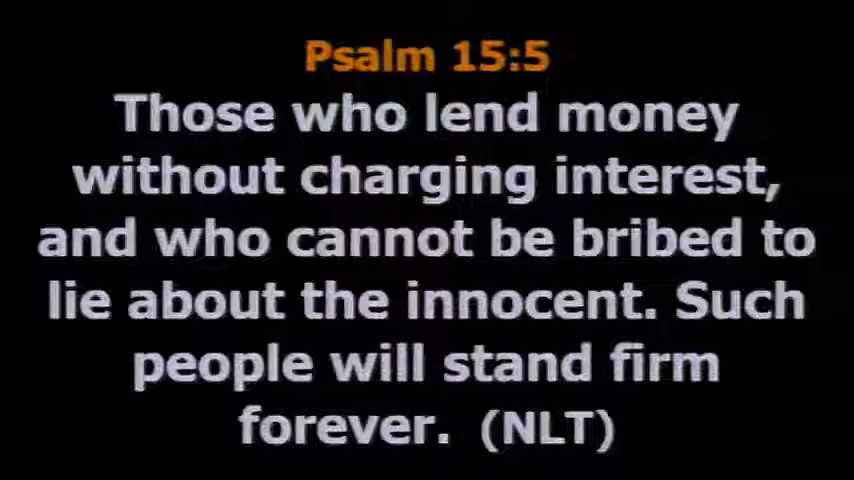 Psalm 15:5
Those who lend money
without charging interest,
and who cannot be bribed to
lie about the innocent. Such
people will stand firm
forever. (NLT)